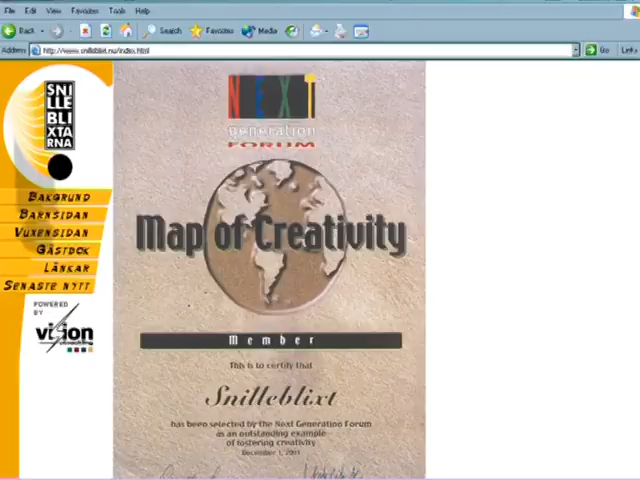 File Edit View Favorites Tools Help
Back Search Favorites Media
Address http://www.snilleblixt.nu/index.html Go Links
SNI
LLE
BLI
XTA
RNA
BAKGRUND
BARNSIDAN
VUXENSIDAN
GÄSTBOK
LÄNKAR
SENASTE NYTT
POWERED
BY
vision
NEXT
generation
FORUM
Map of Creativity
Member
This is to certify that
Snilleblixt
has been selected by the Next Generation Forum
as an outstanding example
of fostering creativity
December 1, 2001